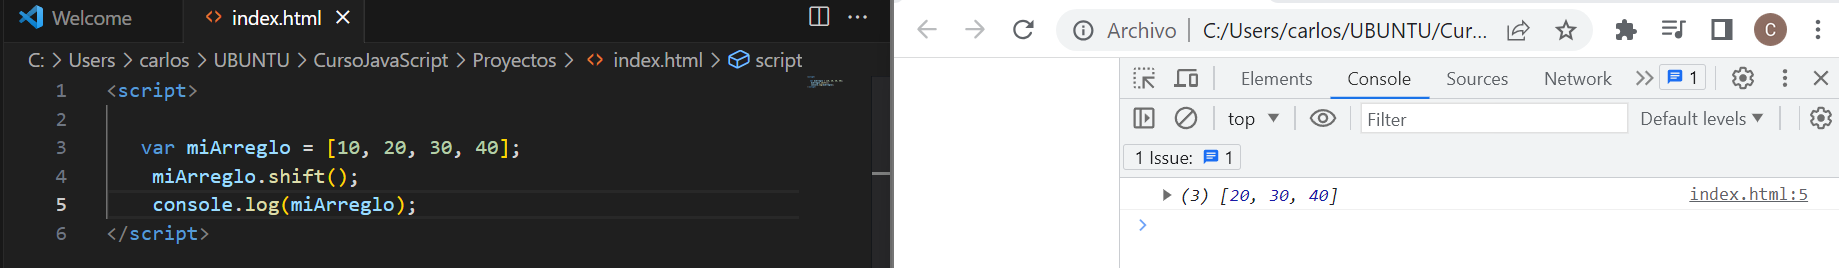 Welcome
index.html
C: > Users > carlos > UBUNTU > CursoJavaScript > Proyectos > index.html > script
1 <script>
2
3 var miArreglo = [10, 20, 30, 40];
4 miArreglo.shift();
5 console.log(miArreglo);
6 </script>
Archivo C:/Users/carlos/UBUNTU/Cur... C
Elements Console Sources Network 1
top Filter Default levels
1 Issue: 1
(3) [20, 30, 40] index.html:5